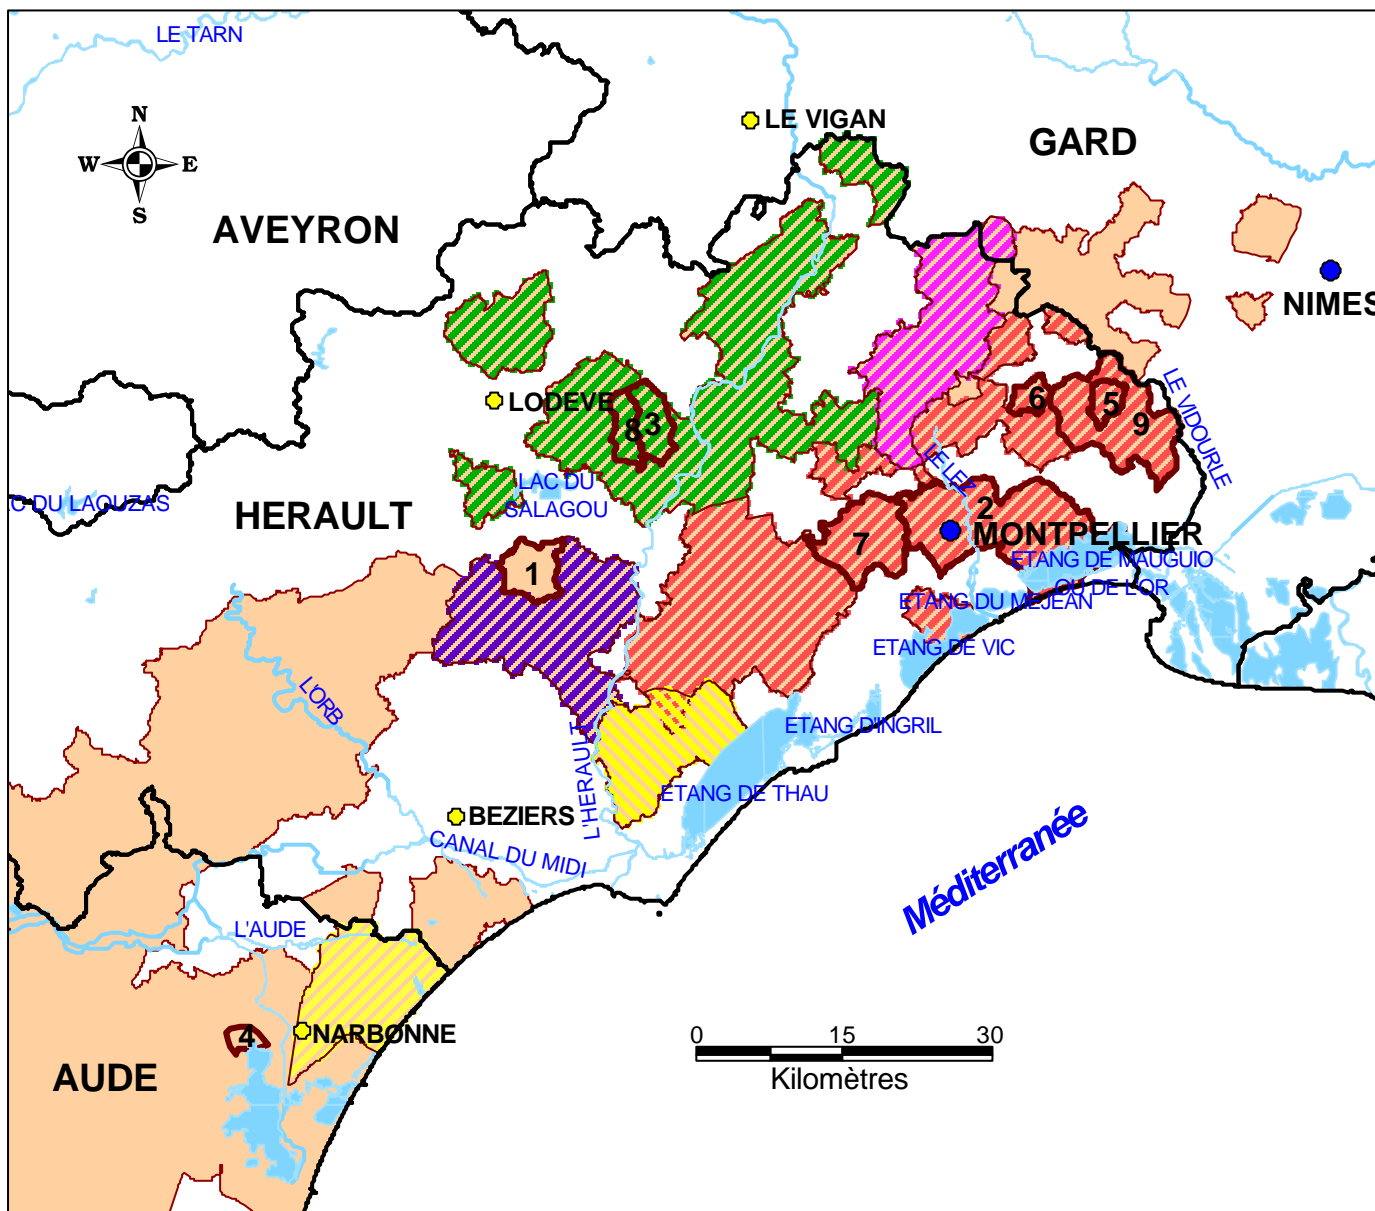 LE TARN
N
W
E
S
LE VIGAN
GARD
AVEYRON
NIMES
LODEVE
8
3
6
5
9
LE VIDOURLE
LE LEZ
C DU LAOUZAS
LAC DU
SALAGOU
HERAULT
2
MONTPELLIER
7
1
ETANG DE MAUGUIO
OU DE L'OR
ETANG DU MEJEAN
ETANG DE VIC
L'ORB
L'HERAULT
ETANG D'INGRIL
ETANG DE THAU
BEZIERS
CANAL DU MIDI
Méditerranée
L'AUDE
4
NARBONNE
AUDE
0
15
30
Kilomètres